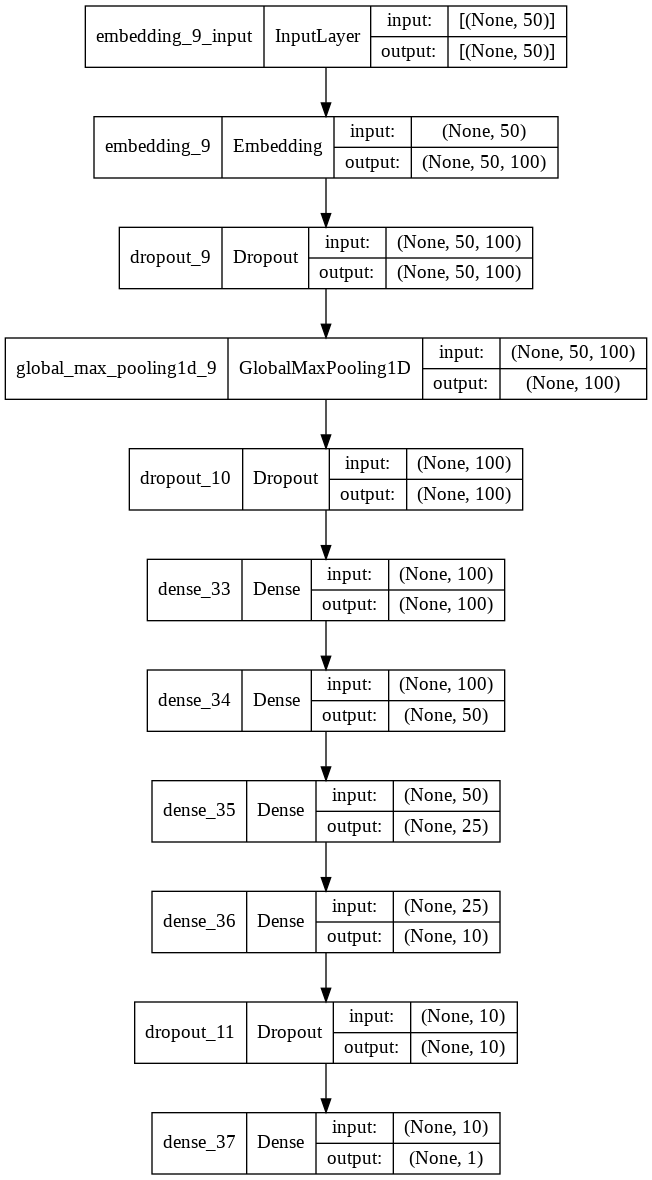 embedding_9_input InputLayer input: [(None, 50)]
output: [(None, 50)]
embedding_9 Embedding input: (None, 50)
output: (None, 50, 100)
dropout_9 Dropout input: (None, 50, 100)
output: (None, 50, 100)
global_max_pooling1d_9 GlobalMaxPooling1D input: (None, 50, 100)
output: (None, 100)
dropout_10 Dropout input: (None, 100)
output: (None, 100)
dense_33 Dense input: (None, 100)
output: (None, 100)
dense_34 Dense input: (None, 100)
output: (None, 50)
dense_35 Dense input: (None, 50)
output: (None, 25)
dense_36 Dense input: (None, 25)
output: (None, 10)
dropout_11 Dropout input: (None, 10)
output: (None, 10)
dense_37 Dense input: (None, 10)
output: (None, 1)